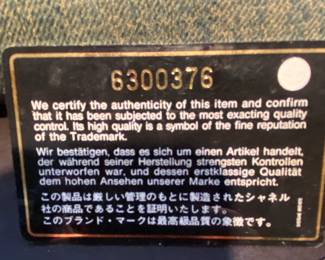 6300376
We certify the authenticity of this item and confirm
that it has been subjected to the most exacting quality
control. Its high quality is a symbol of the fine reputation
of the Trademark.
Wir bestätigen, dass es sich um einen Artikel handelt,
der während seiner Herstellung strengsten Kontrollen
unterworfen war, und dessen erstklassige Qualität
dem hohen Ansehen unserer Marke entspricht.
この製品は厳しい管理のもとに製造されたシャネル
社の商品であることを証明いたします。
このブランド・マークは最高級品質の象徴です。